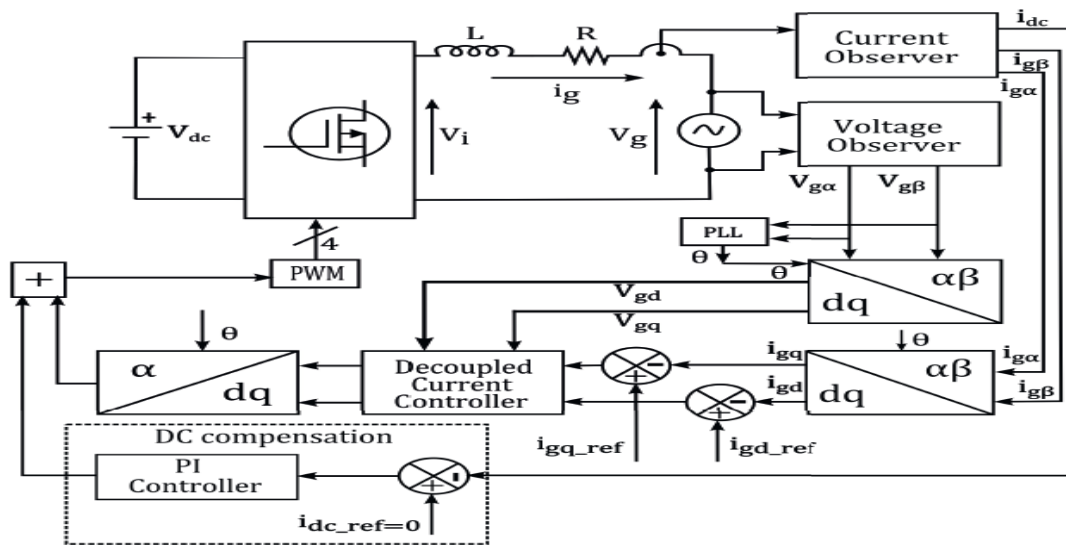 L
R
i_g
V_dc
V_i
V_g
Current
Observer
i_dc
i_gβ
i_gα
Voltage
Observer
V_gα
V_gβ
PLL
θ
θ
αβ
dq
4
PWM
+
V_gd
V_gq
θ
α
dq
Decoupled
Current
Controller
i_gq
i_gd
θ
αβ
dq
i_gα
i_gβ
i_gq_ref
i_gd_ref
DC compensation
PI
Controller
i_dc_ref=0